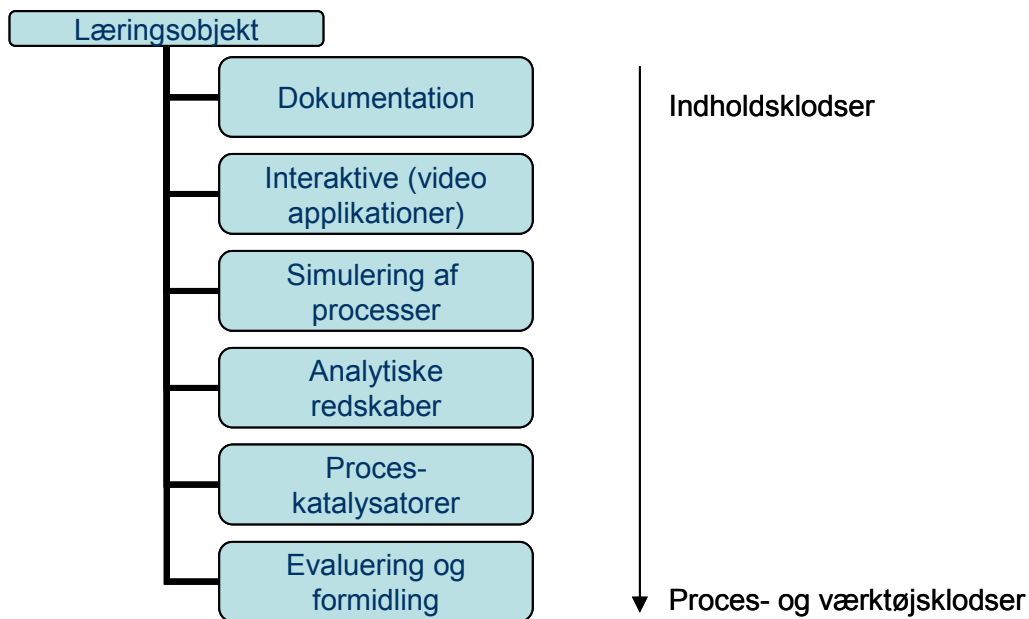 Læringsobjekt
Dokumentation
Indholdsklodser
Interaktive (video
applikationer)
Simulering af
processer
Analytiske
redskaber
Proces-
katalysatorer
Evaluering og
formidling
Proces- og værktøjsklodser